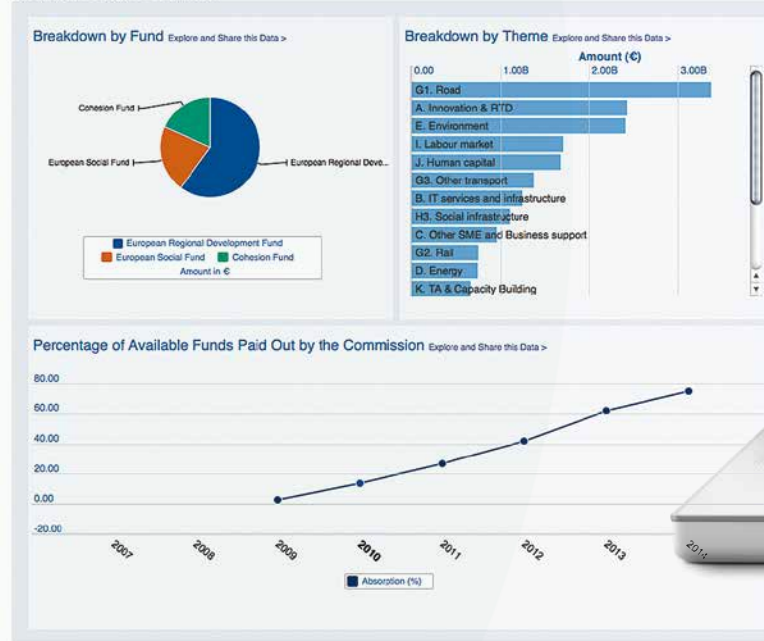 Breakdown by Fund Explore and Share this Data >
Cohesion Fund
European Social Fund
European Regional Deve...
European Regional Development Fund
European Social Fund Cohesion Fund
Amount in €
Breakdown by Theme Explore and Share this Data >
Amount (€)
0.00 1.00B 2.00B 3.00B
G1. Road
A. Innovation & RTD
E. Environment
I. Labour market
J. Human capital
G3. Other transport
B. IT services and infrastructure
H3. Social infrastructure
C. Other SME and Business support
G2. Rail
D. Energy
K. TA & Capacity Building
Percentage of Available Funds Paid Out by the Commission Explore and Share this Data >
80.00
60.00
40.00
20.00
0.00
-20.00
2007 2008 2009 2010 2011 2012 2013 2014
Absorption (%)